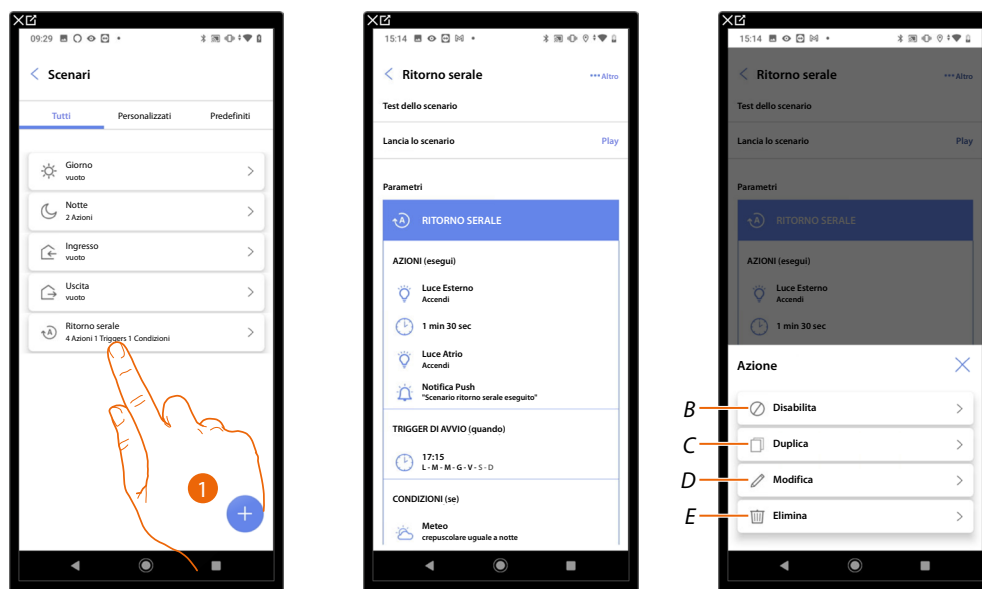 09:29
Scenari
Tutti Personalizzati Predefiniti
Giorno
vuoto
Notte
2 Azioni
Ingresso
vuoto
Uscita
vuoto
Ritorno serale
4 Azioni 1 Triggers 1 Condizioni
1
15:14
Ritorno serale Altro
Test dello scenario
Lancia lo scenario Play
Parametri
A RITORNO SERALE
AZIONI (esegui)
Luce Esterno
Accendi
1 min 30 sec
Luce Atrio
Accendi
Notifica Push
"Scenario ritorno serale eseguito"
TRIGGER DI AVVIO (quando)
17:15
L - M - M - G - V - S - D
CONDIZIONI (se)
Meteo
crepuscolare uguale a notte
15:14
Ritorno serale Altro
Test dello scenario
Lancia lo scenario Play
Parametri
A RITORNO SERALE
AZIONI (esegui)
Luce Esterno
Accendi
1 min 30 sec
Azione
B Disabilita
C Duplica
D Modifica
E Elimina